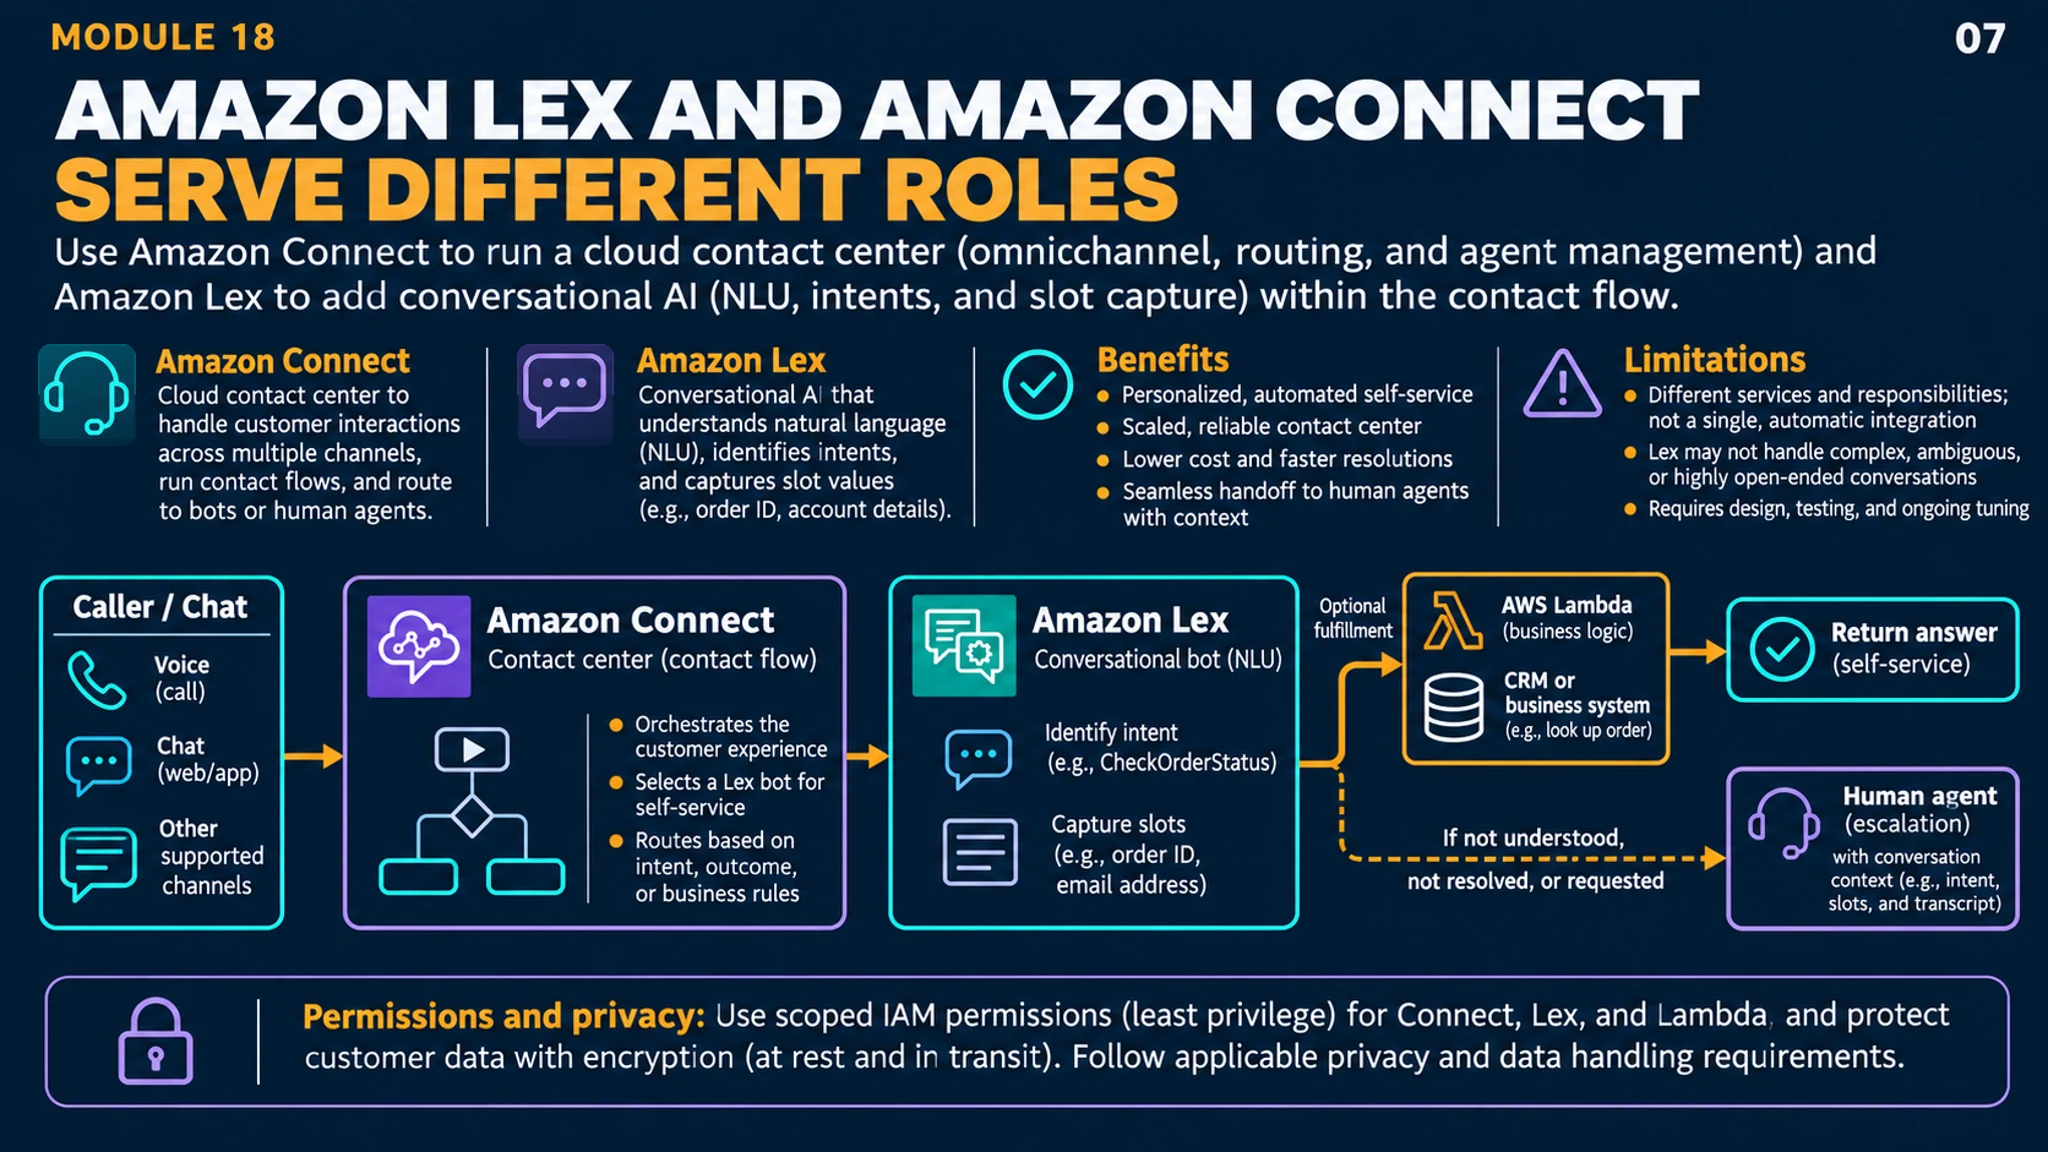 MODULE 18
07
AMAZON LEX AND AMAZON CONNECT
SERVE DIFFERENT ROLES
Use Amazon Connect to run a cloud contact center (omnicchannel, routing, and agent management) and
Amazon Lex to add conversational AI (NLU, intents, and slot capture) within the contact flow.
Amazon Connect
Cloud contact center to
handle customer interactions
across multiple channels,
run contact flows, and route
to bots or human agents.
Amazon Lex
Conversational AI that
understands natural language
(NLU), identifies intents,
and captures slot values
(e.g., order ID, account details).
Benefits
● Personalized, automated self-service
● Scaled, reliable contact center
● Lower cost and faster resolutions
● Seamless handoff to human agents
with context
Limitations
● Different services and responsibilities;
not a single, automatic integration
● Lex may not handle complex, ambiguous,
or highly open-ended conversations
● Requires design, testing, and ongoing tuning
Caller / Chat
Voice
(call)
Chat
(web/app)
Other
supported
channels
Amazon Connect
Contact center (contact flow)
● Orchestrates the
customer experience
● Selects a Lex bot for
self-service
● Routes based on
intent, outcome,
or business rules
Amazon Lex
Conversational bot (NLU)
Identify intent
(e.g., CheckOrderStatus)
Capture slots
(e.g., order ID,
email address)
Optional
fulfillment
AWS Lambda
(business logic)
CRM or
business system
(e.g., look up order)
Return answer
(self-service)
If not understood,
not resolved, or requested
Human agent
(escalation)
with conversation
context (e.g., intent,
slots, and transcript)
Permissions and privacy: Use scoped IAM permissions (least privilege) for Connect, Lex, and Lambda, and protect
customer data with encryption (at rest and in transit). Follow applicable privacy and data handling requirements.